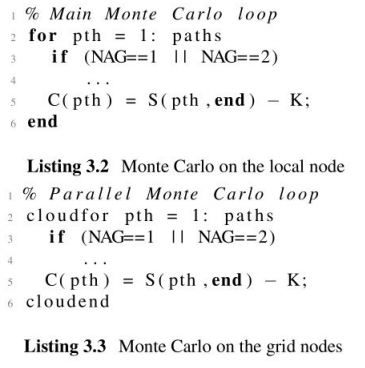 1 % Main Monte Carlo loop
2 for pth = 1: paths
3 if (NAG==1 || NAG==2)
4 ...
5 C(pth) = S(pth,end) − K;
6 end
Listing 3.2 Monte Carlo on the local node
1 % Parallel Monte Carlo loop
2 cloudfor pth = 1: paths
3 if (NAG==1 || NAG==2)
4 ...
5 C(pth) = S(pth,end) − K;
6 cloudend
Listing 3.3 Monte Carlo on the grid nodes